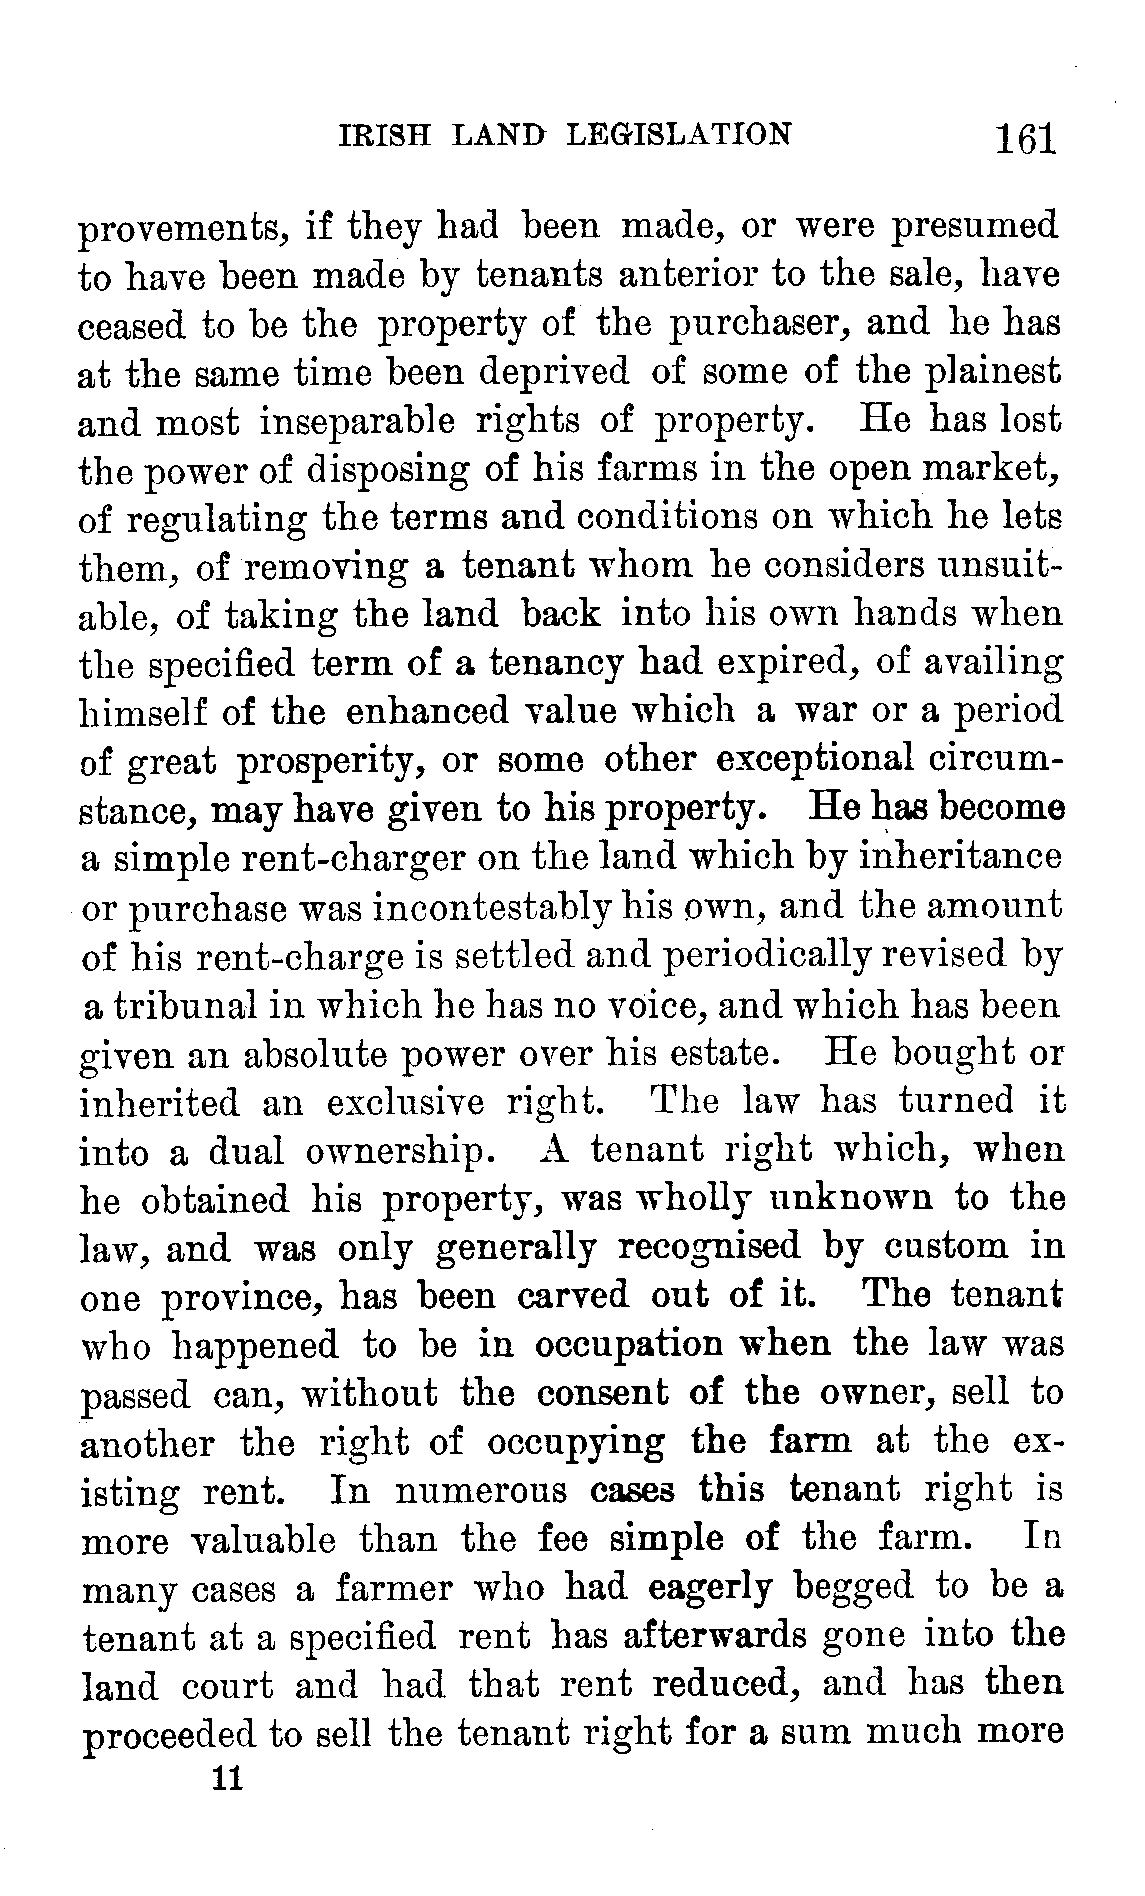 IRISH LAND LEGISLATION 161
provements, if they had been made, or were presumed
to have been made by tenants anterior to the sale, have
ceased to be the property of the purchaser, and he has
at the same time been deprived of some of the plainest
and most inseparable rights of property. He has lost
the power of disposing of his farms in the open market,
of regulating the terms and conditions on which he lets
them, of removing a tenant whom he considers unsuit-
able, of taking the land back into his own hands when
the specified term of a tenancy had expired, of availing
himself of the enhanced value which a war or a period
of great prosperity, or some other exceptional circum-
stance, may have given to his property. He has become
a simple rent-charger on the land which by inheritance
or purchase was incontestably his own, and the amount
of his rent-charge is settled and periodically revised by
a tribunal in which he has no voice, and which has been
given an absolute power over his estate. He bought or
inherited an exclusive right. The law has turned it
into a dual ownership. A tenant right which, when
he obtained his property, was wholly unknown to the
law, and was only generally recognised by custom in
one province, has been carved out of it. The tenant
who happened to be in occupation when the law was
passed can, without the consent of the owner, sell to
another the right of occupying the farm at the ex-
isting rent. In numerous cases this tenant right is
more valuable than the fee simple of the farm. In
many cases a farmer who had eagerly begged to be a
tenant at a specified rent has afterwards gone into the
land court and had that rent reduced, and has then
proceeded to sell the tenant right for a sum much more
11